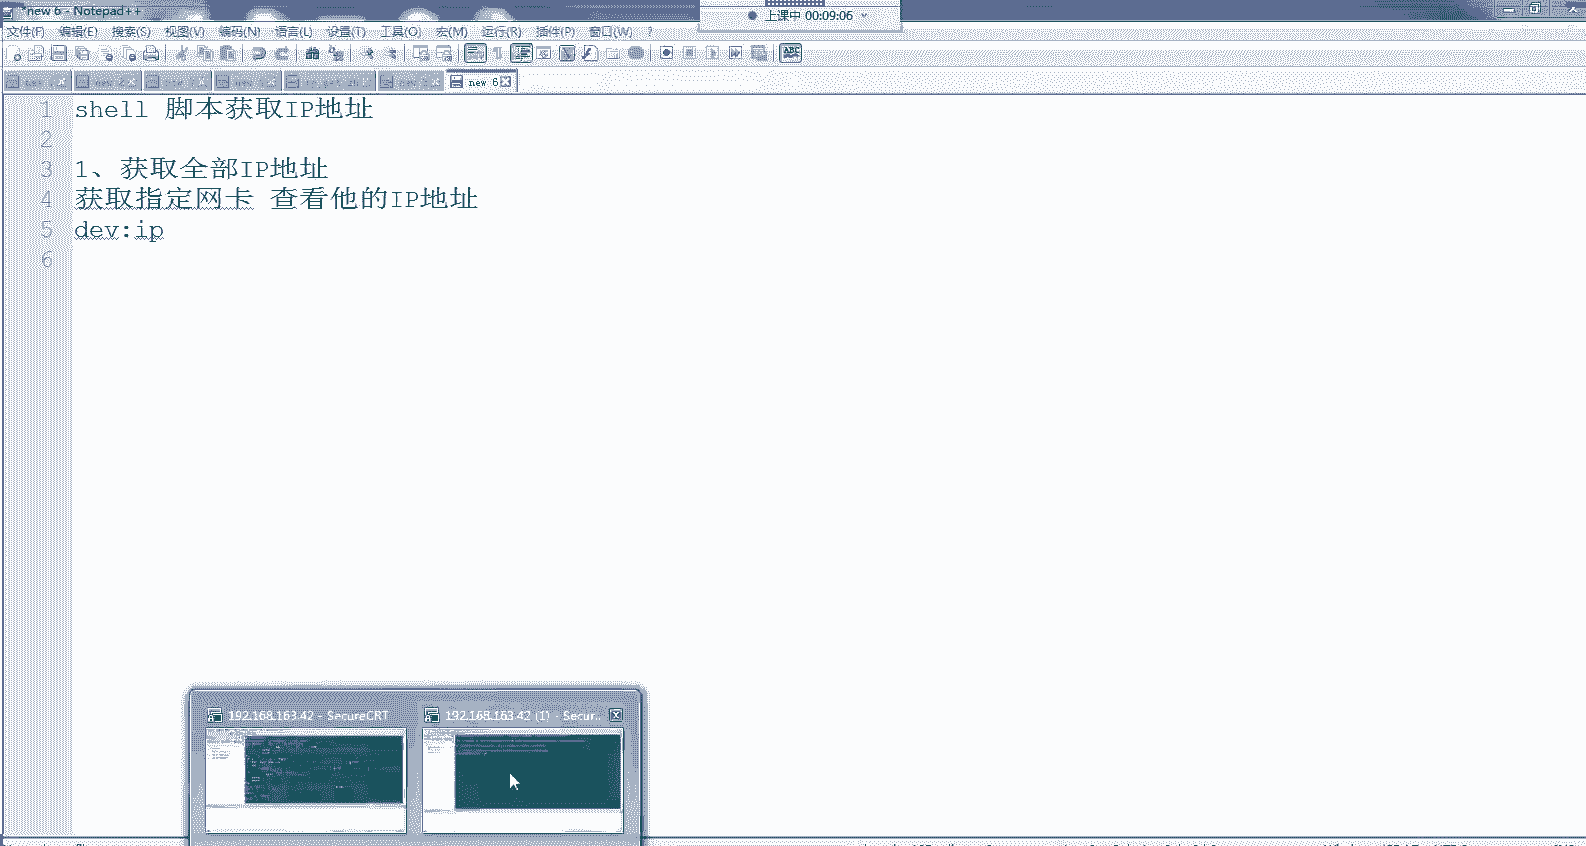 new 6 - Notepad++
上课中 00:09:06
文件(F) 编辑(E) 搜索(S) 视图(V) 编码(N) 语言(L) 设置(T) 工具(O) 宏(M) 运行(R) 插件(P) 窗口(W) ?
ABC
new 6
1 shell 脚本获取IP地址
2
3 1、获取全部IP地址
4 获取指定网卡 查看他的IP地址
5 dev:ip
6
192.168.163.42 - SecureCRT
192.168.163.42 (1) - Secur...